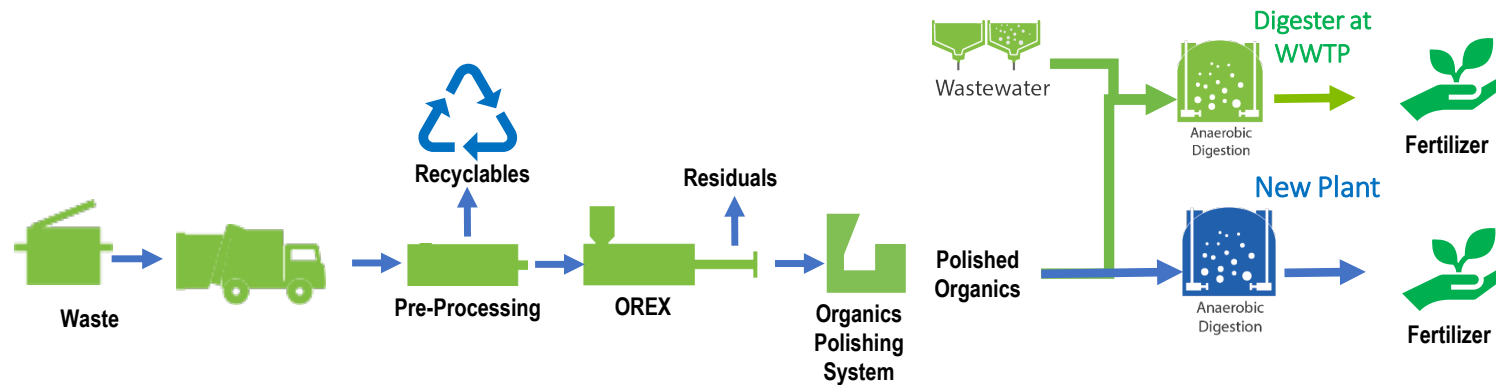 Waste
Recyclables
Pre-Processing
OREX
Residuals
Organics
Polishing
System
Polished
Organics
Wastewater
Digester at
WWTP
Anaerobic
Digestion
Fertilizer
New Plant
Anaerobic
Digestion
Fertilizer